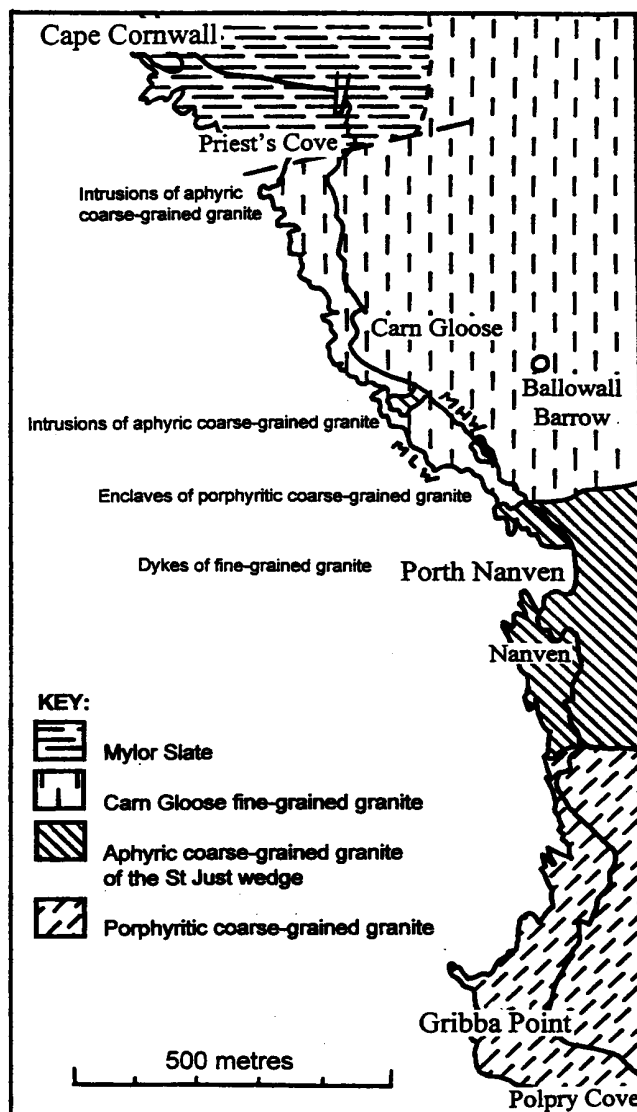 Cape Cornwall
Priest's Cove
Intrusions of aphyric
coarse-grained granite
Carn Gloose
Ballowall
Barrow
MHW
Intrusions of aphyric coarse-grained granite
MLW
Enclaves of porphyritic coarse-grained granite
Dykes of fine-grained granite
Porth Nanven
Nanven
KEY:
Mylor Slate
Carn Gloose fine-grained granite
Aphyric coarse-grained granite
of the St Just wedge
Porphyritic coarse-grained granite
Gribba Point
500 metres
Polpry Cove